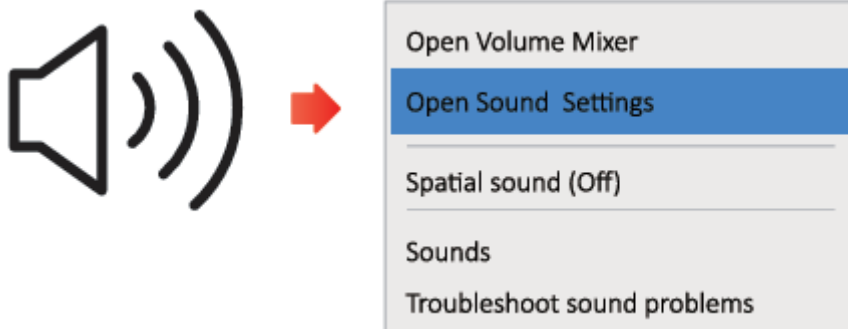 Open Volume Mixer
Open Sound Settings
Spatial sound (Off)
Sounds
Troubleshoot sound problems